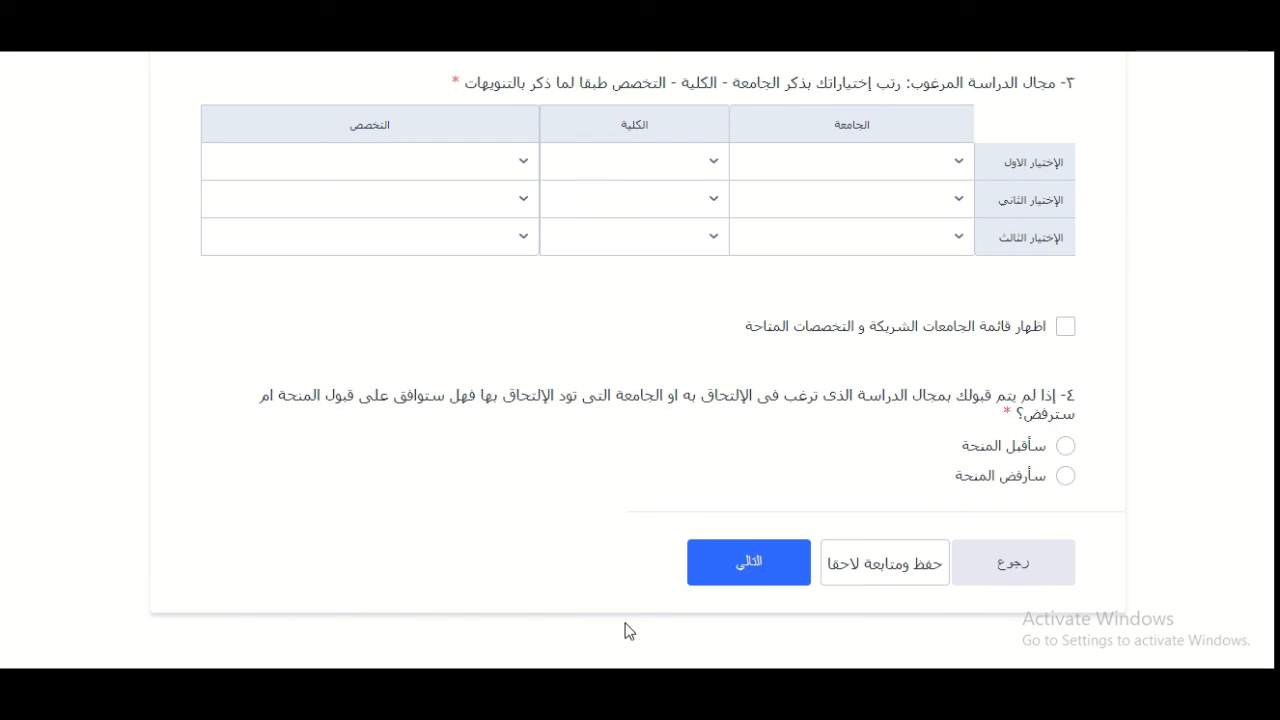 ٣- مجال الدراسة المرغوب: رتب إختياراتك بذكر الجامعة - الكلية - التخصص طبقا لما ذكر بالتنويهات *
الجامعة الكلية التخصص
الإختيار الاول
الإختيار الثاني
الإختيار الثالث
اظهار قائمة الجامعات الشريكة و التخصصات المتاحة
٤- إذا لم يتم قبولك بمجال الدراسة الذى ترغب فى الإلتحاق به او الجامعة التى تود الإلتحاق بها فهل ستوافق على قبول المنحة ام
سترفض؟ *
سأقبل المنحة
سأرفض المنحة
رجوع حفظ ومتابعة لاحقا التالي
Activate Windows
Go to Settings to activate Windows.